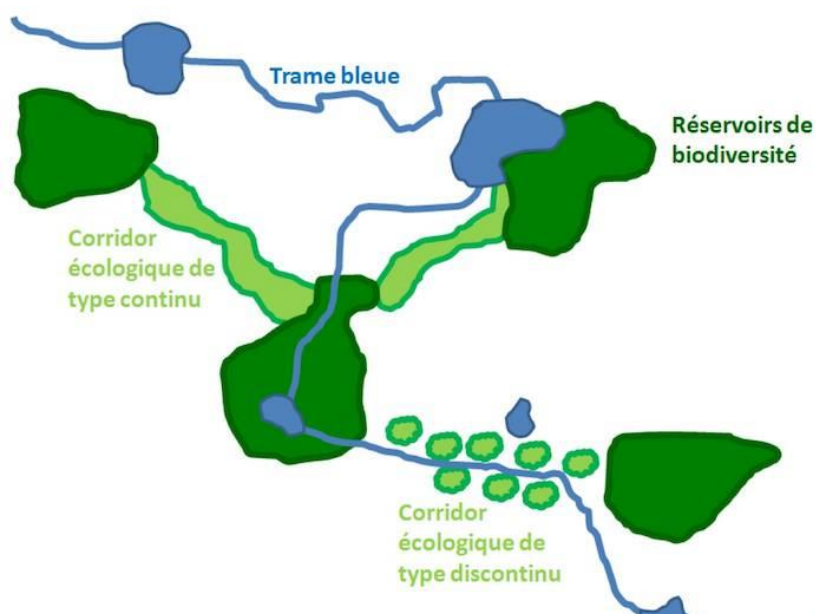 Trame bleue
Réservoirs de
biodiversité
Corridor
écologique de
type continu
Corridor
écologique de
type discontinu